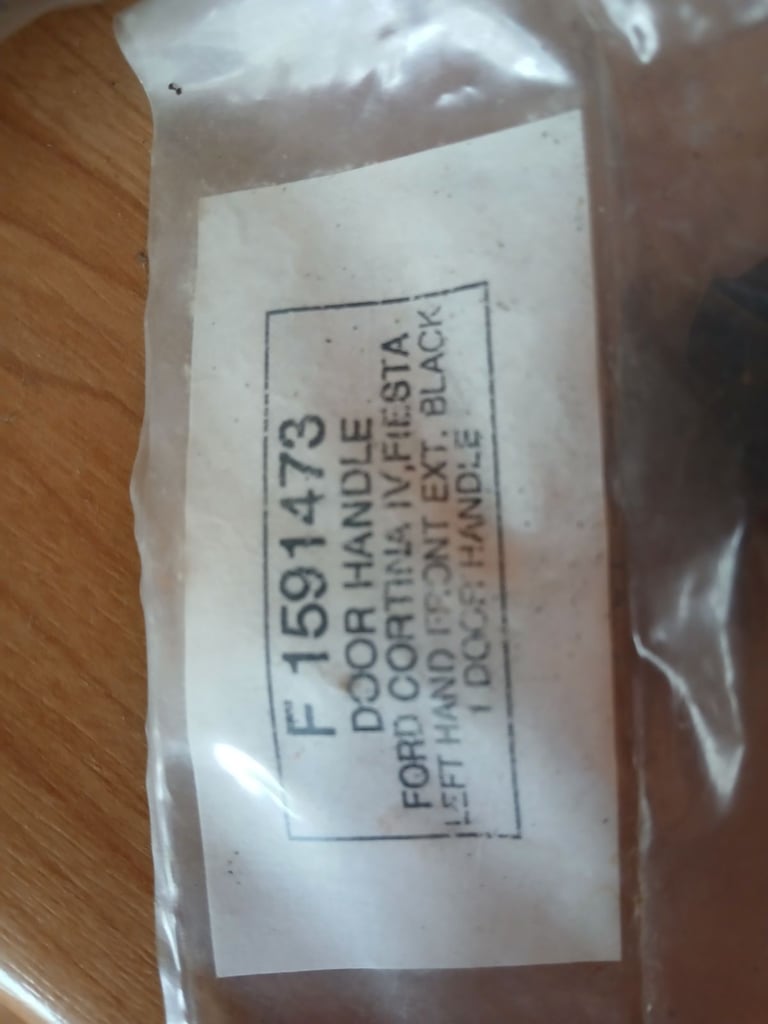 F 1591473
DOOR HANDLE
FORD CORTINA IV,FIESTA
LEFT HAND FRONT EXT. BLACK
1 DOOR HANDLE